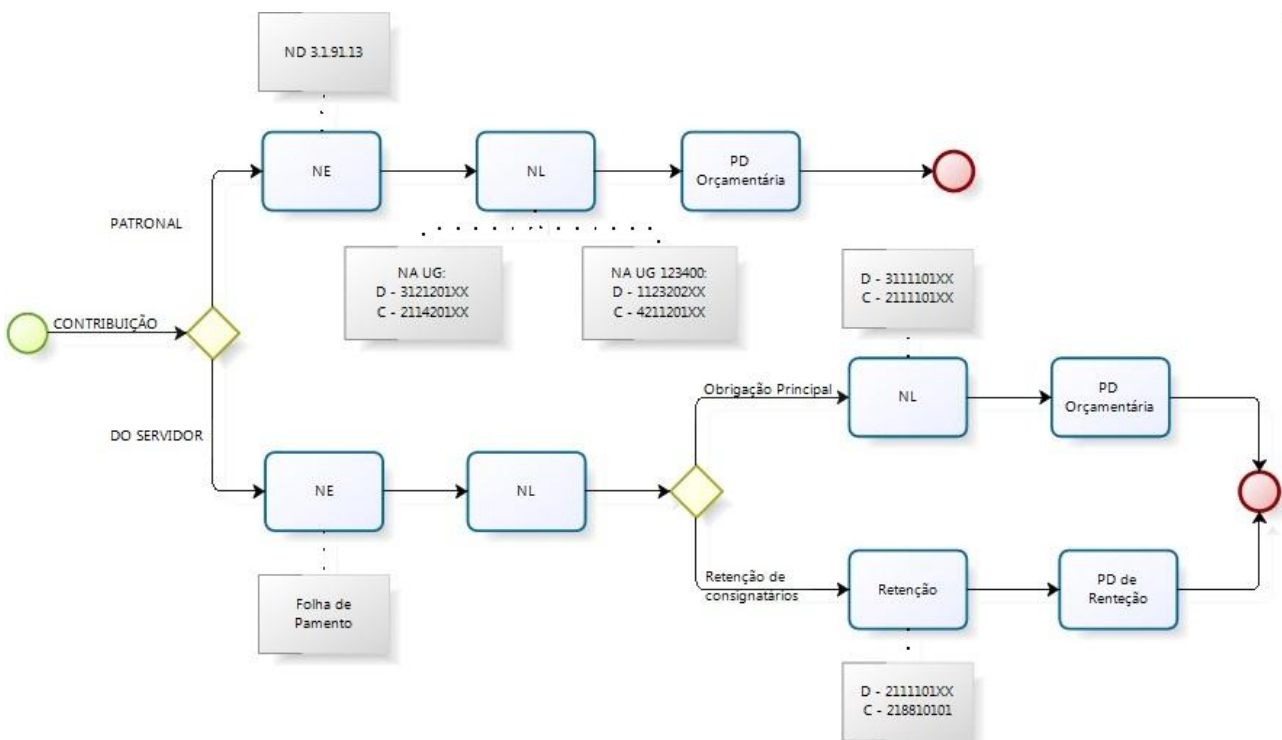 ND 3.1.91.13
NE
NL
PD
Orçamentária
PATRONAL
NA UG:
D - 3121201XX
C - 2114201XX
NA UG 123400:
D - 1123202XX
C - 4211201XX
D - 3111101XX
C - 2111101XX
CONTRIBUIÇÃO
Obrigação Principal
NL
PD
Orçamentária
DO SERVIDOR
NE
NL
Retenção de
consignatários
Retenção
PD de
Renteção
Folha de
Pamento
D - 2111101XX
C - 218810101